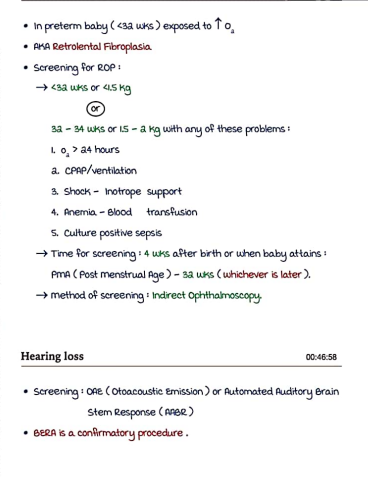 • In preterm baby (<32 wks) exposed to ↑ O₂
• AKA Retrolental Fibroplasia
• Screening for ROP :
→ <32 wks or <1.5 kg
or
32 - 34 wks or 1.5 - 2 kg with any of these problems :
1. O₂ > 24 hours
2. CPAP/ventilation
3. Shock - Inotrope support
4. Anemia - Blood transfusion
5. Culture positive sepsis
→ Time for screening : 4 wks after birth or when baby attains :
PMA (Post menstrual Age) - 32 wks (whichever is later).
→ method of screening : Indirect Ophthalmoscopy.
Hearing loss 00:46:58
• Screening : OAE (Otoacoustic Emission) or Automated Auditory Brain
Stem Response (AABR)
• BERA is a confirmatory procedure.